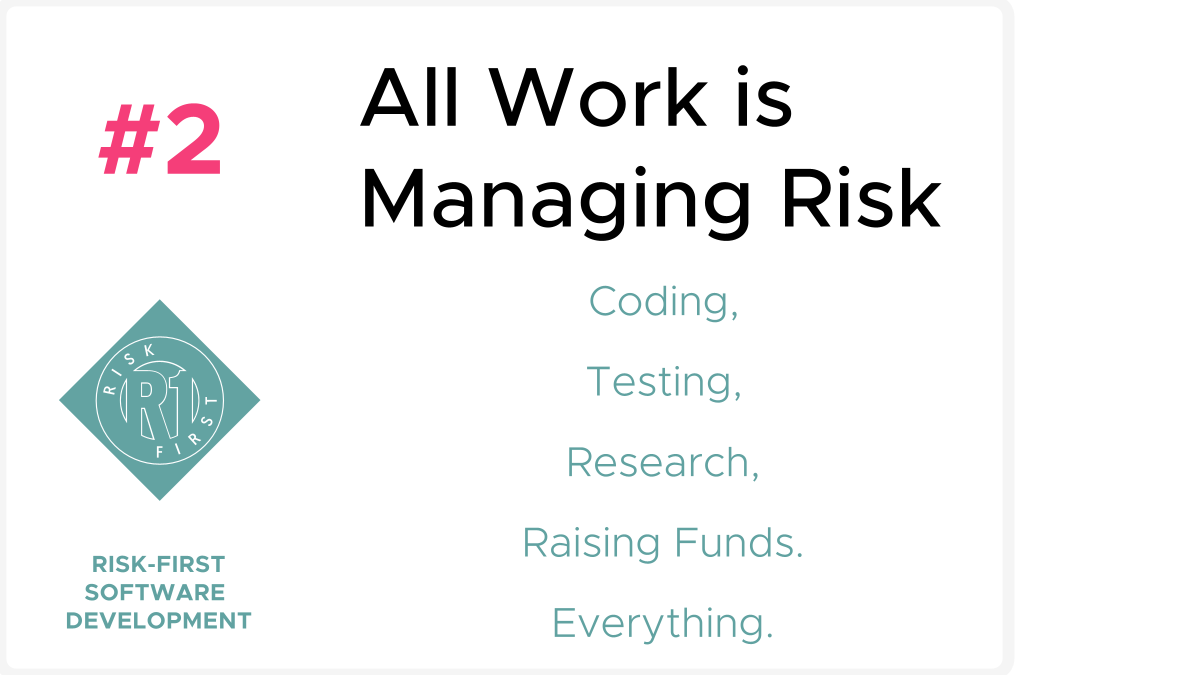 #2
All Work is
Managing Risk
Coding,
Testing,
Research,
Raising Funds.
Everything.
RISK
R1
FIRST
RISK-FIRST
SOFTWARE
DEVELOPMENT